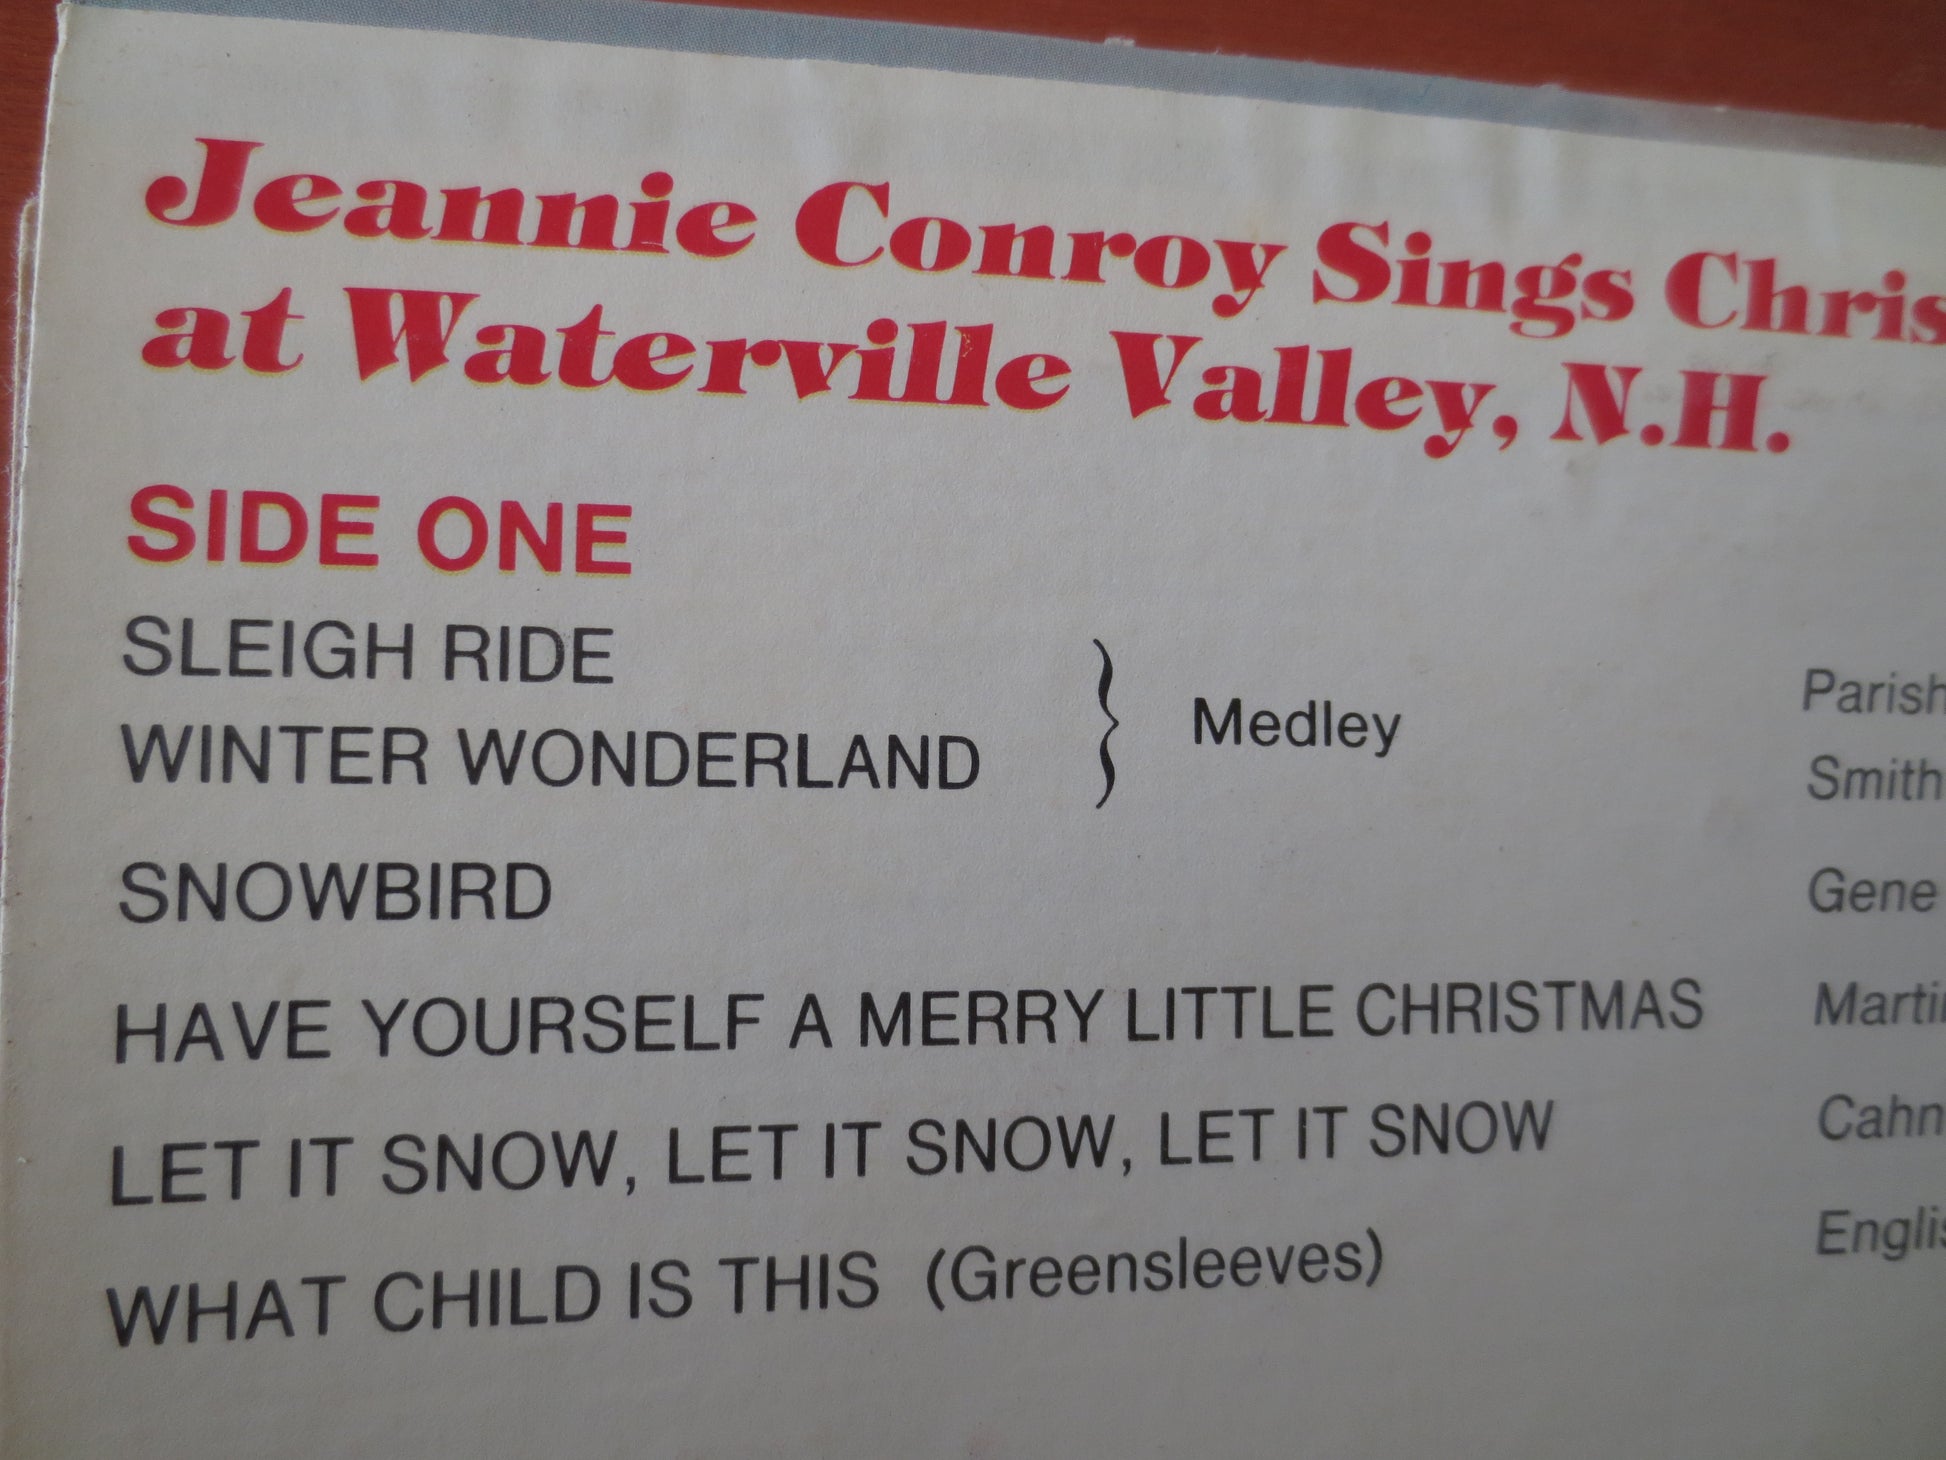 Jeannie Conroy Sings Chris
at Waterville Valley, N.H.
SIDE ONE
SLEIGH RIDE
WINTER WONDERLAND
} Medley
Parish
Smith
SNOWBIRD Gene
HAVE YOURSELF A MERRY LITTLE CHRISTMAS Marti
LET IT SNOW, LET IT SNOW, LET IT SNOW Cahn
WHAT CHILD IS THIS (Greensleeves) Englis